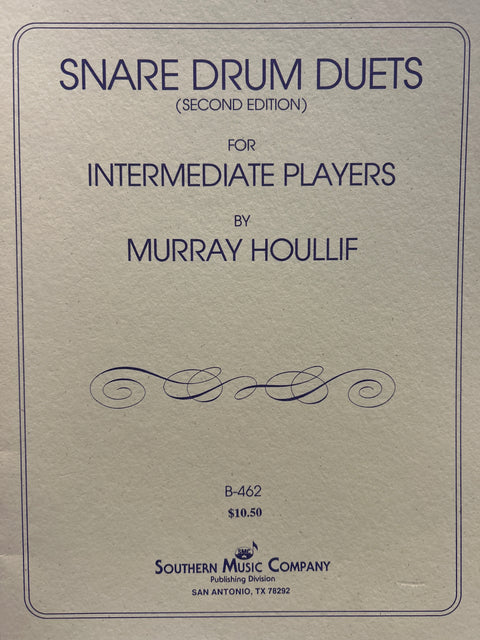 SNARE DRUM DUETS
(SECOND EDITION)
FOR
INTERMEDIATE PLAYERS
BY
MURRAY HOULLIF
B-462
$10.50
SMC
SOUTHERN MUSIC COMPANY
Publishing Division
SAN ANTONIO, TX 78292